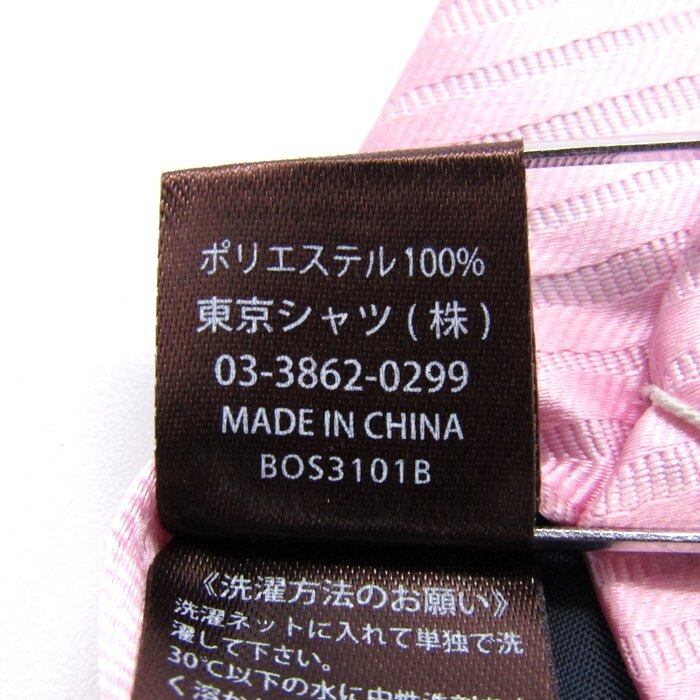 ポリエステル100%
東京シャツ(株)
03-3862-0299
MADE IN CHINA
BOS3101B
《洗濯方法のお願い》
洗濯ネットに入れて単独で洗
濯して下さい。
30℃以下の水に中性洗剤
く溶か